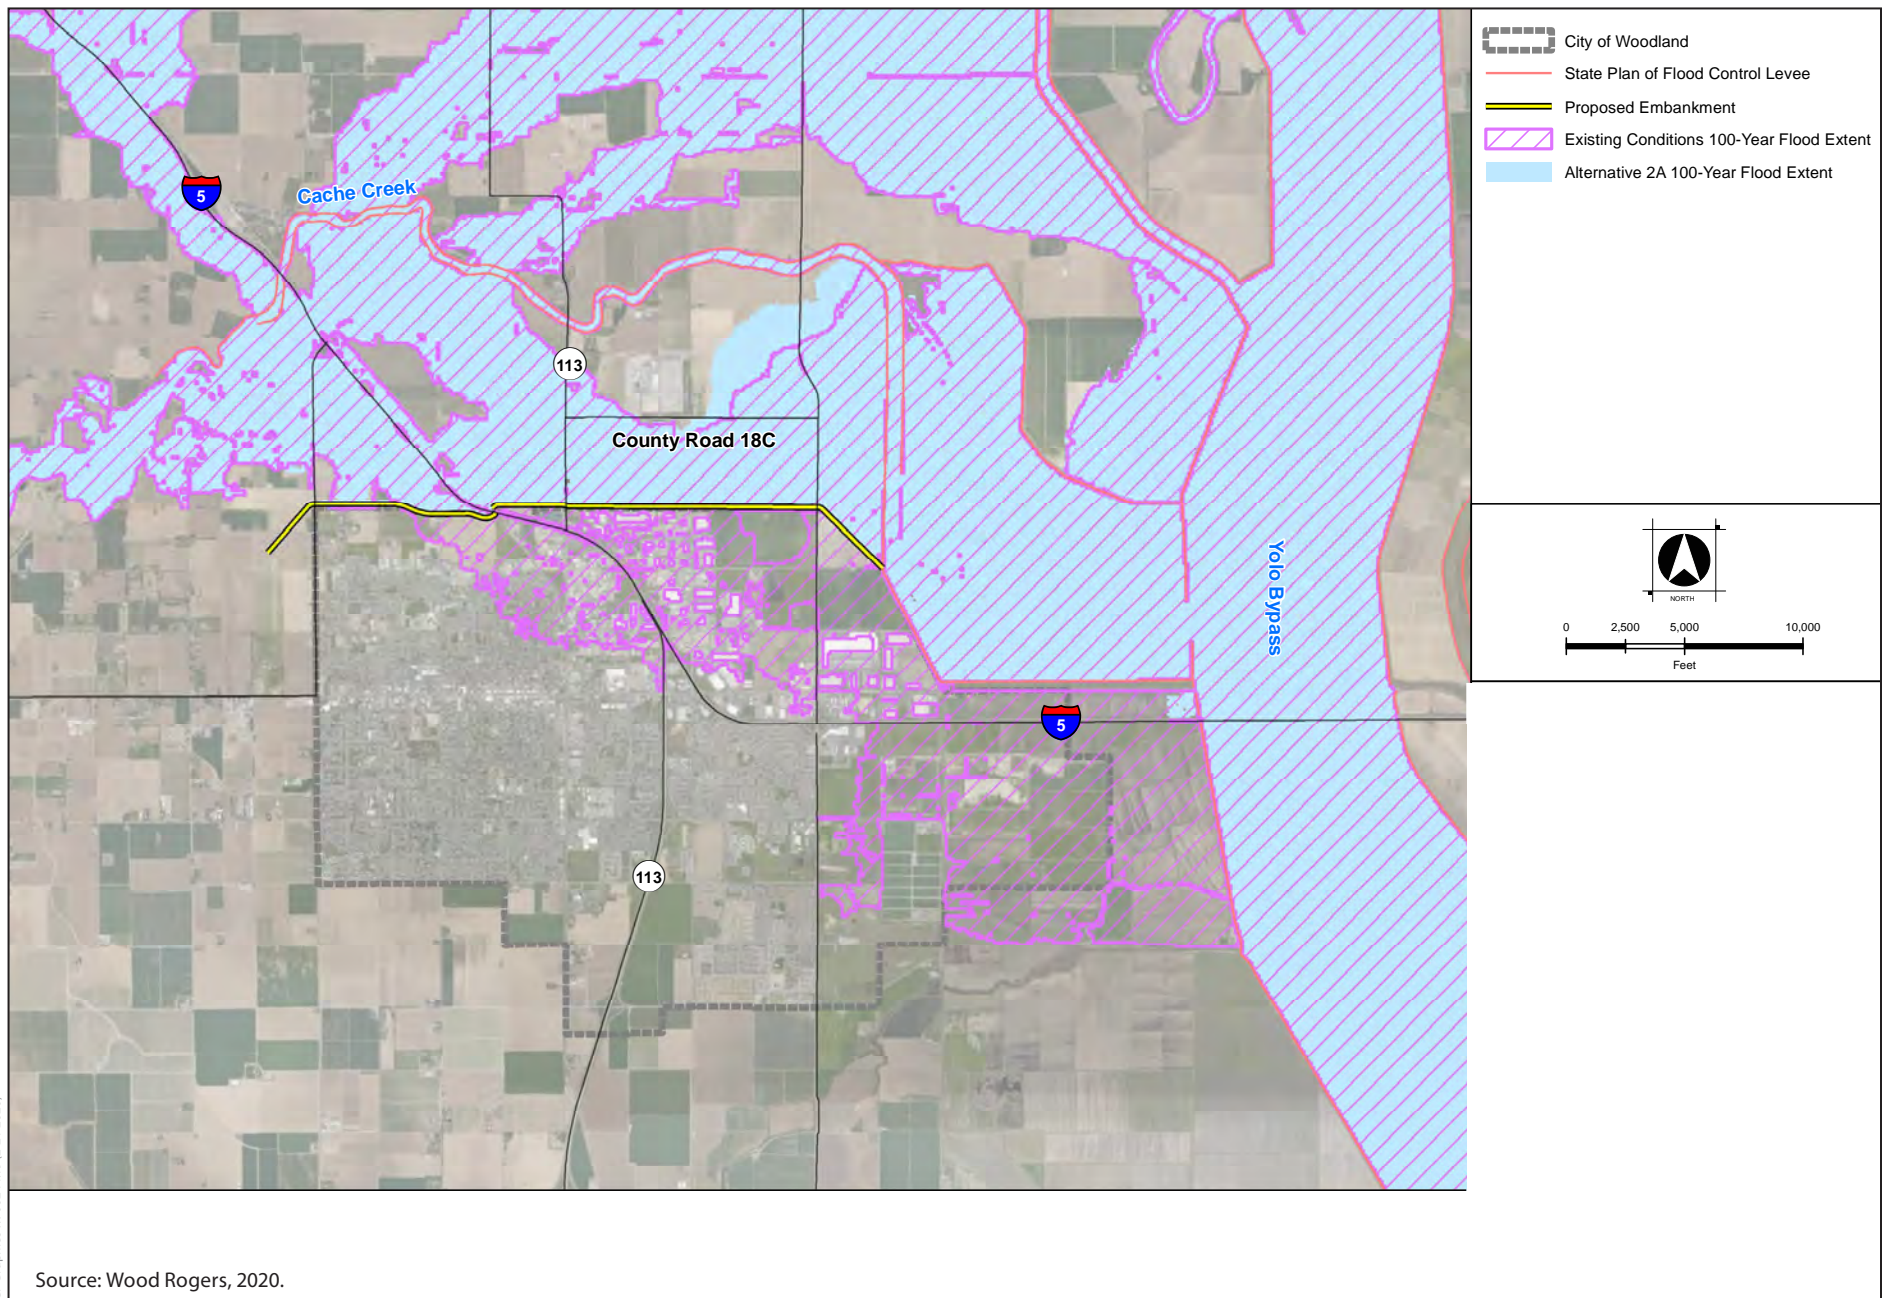 City of Woodland
State Plan of Flood Control Levee
Proposed Embankment
Existing Conditions 100-Year Flood Extent
Alternative 2A 100-Year Flood Extent
5
Cache Creek
113
County Road 18C
Yolo Bypass
5
113
NORTH
0 2,500 5,000 10,000
Feet
Source: Wood Rogers, 2020.